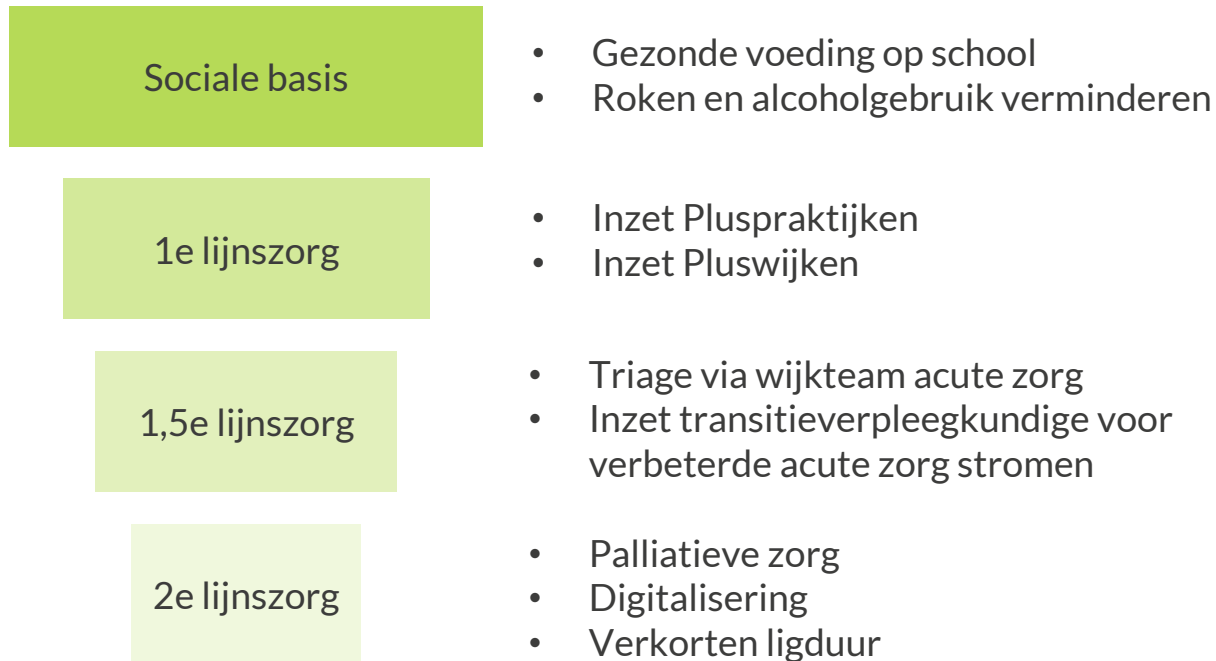 Sociale basis
• Gezonde voeding op school
• Roken en alcoholgebruik verminderen
1e lijnszorg
• Inzet Pluspraktijken
• Inzet Pluswijken
1,5e lijnszorg
• Triage via wijkteam acute zorg
• Inzet transitieverpleegkundige voor
verbeterde acute zorg stromen
2e lijnszorg
• Palliatieve zorg
• Digitalisering
• Verkorten ligduur